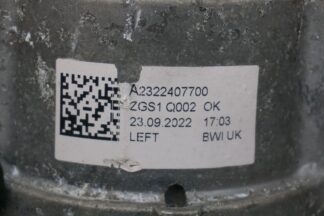 A2322407700
ZGS1 Q002 OK
23.09.2022 17:03
LEFT BWI UK